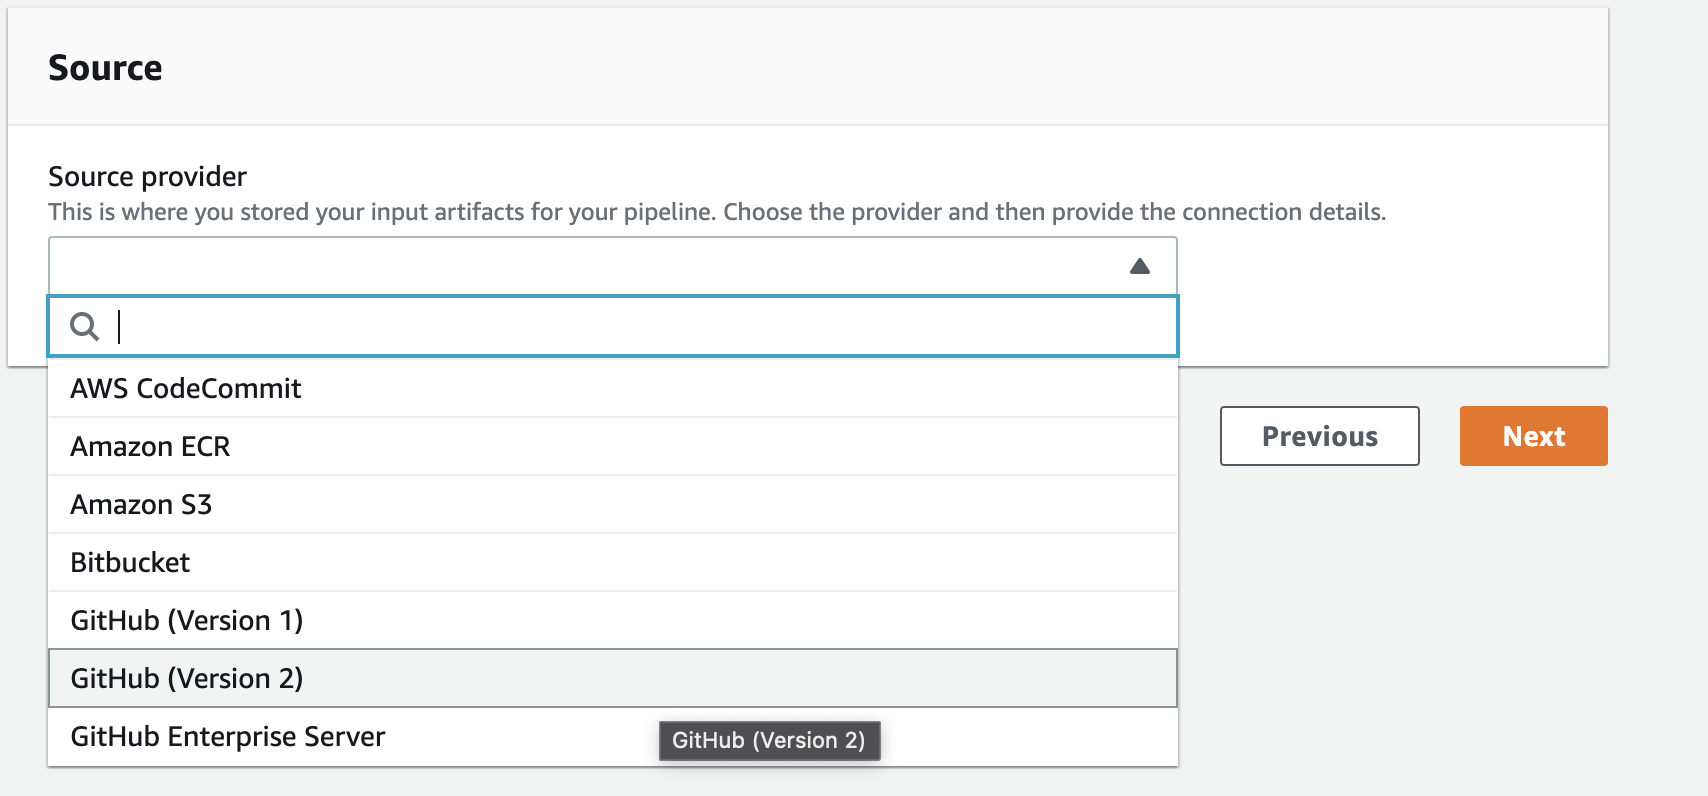 Source
Source provider
This is where you stored your input artifacts for your pipeline. Choose the provider and then provide the connection details.
AWS CodeCommit
Amazon ECR
Amazon S3
Bitbucket
GitHub (Version 1)
GitHub (Version 2)
GitHub Enterprise Server
GitHub (Version 2)
Previous
Next